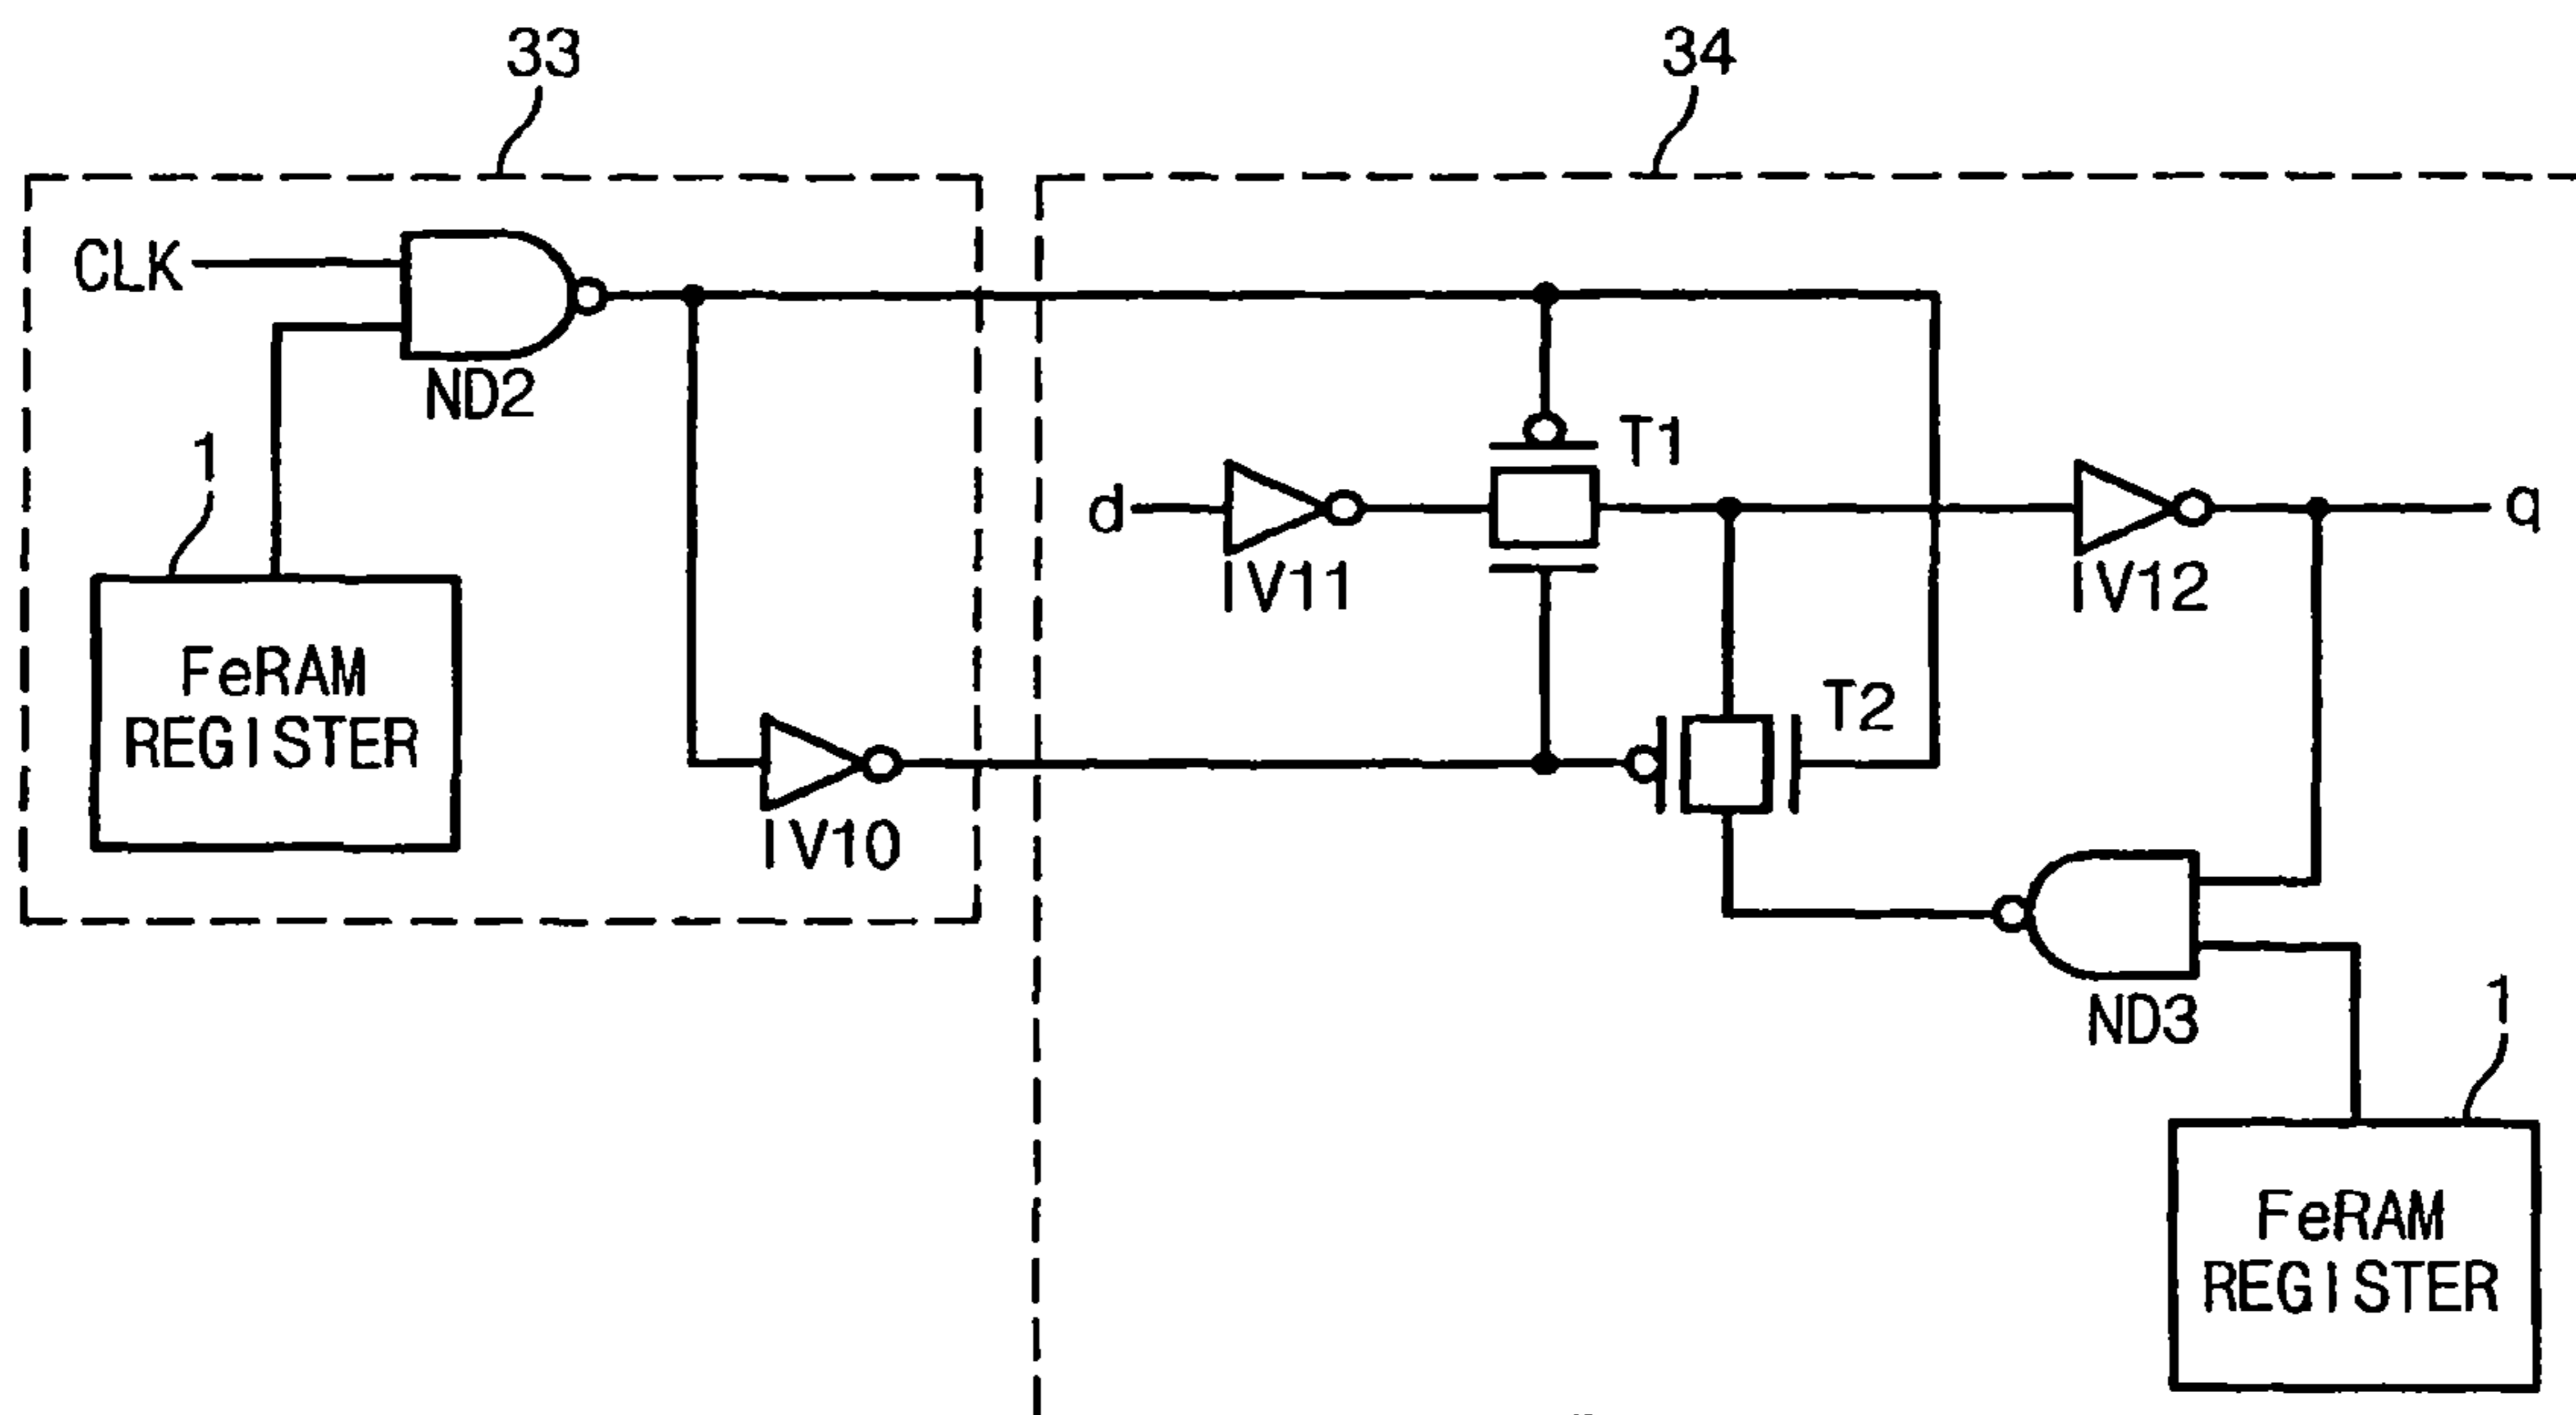 33
34
CLK
ND2
1
FeRAM
REGISTER
IV10
d
IV11
T1
IV12
q
T2
ND3
1
FeRAM
REGISTER